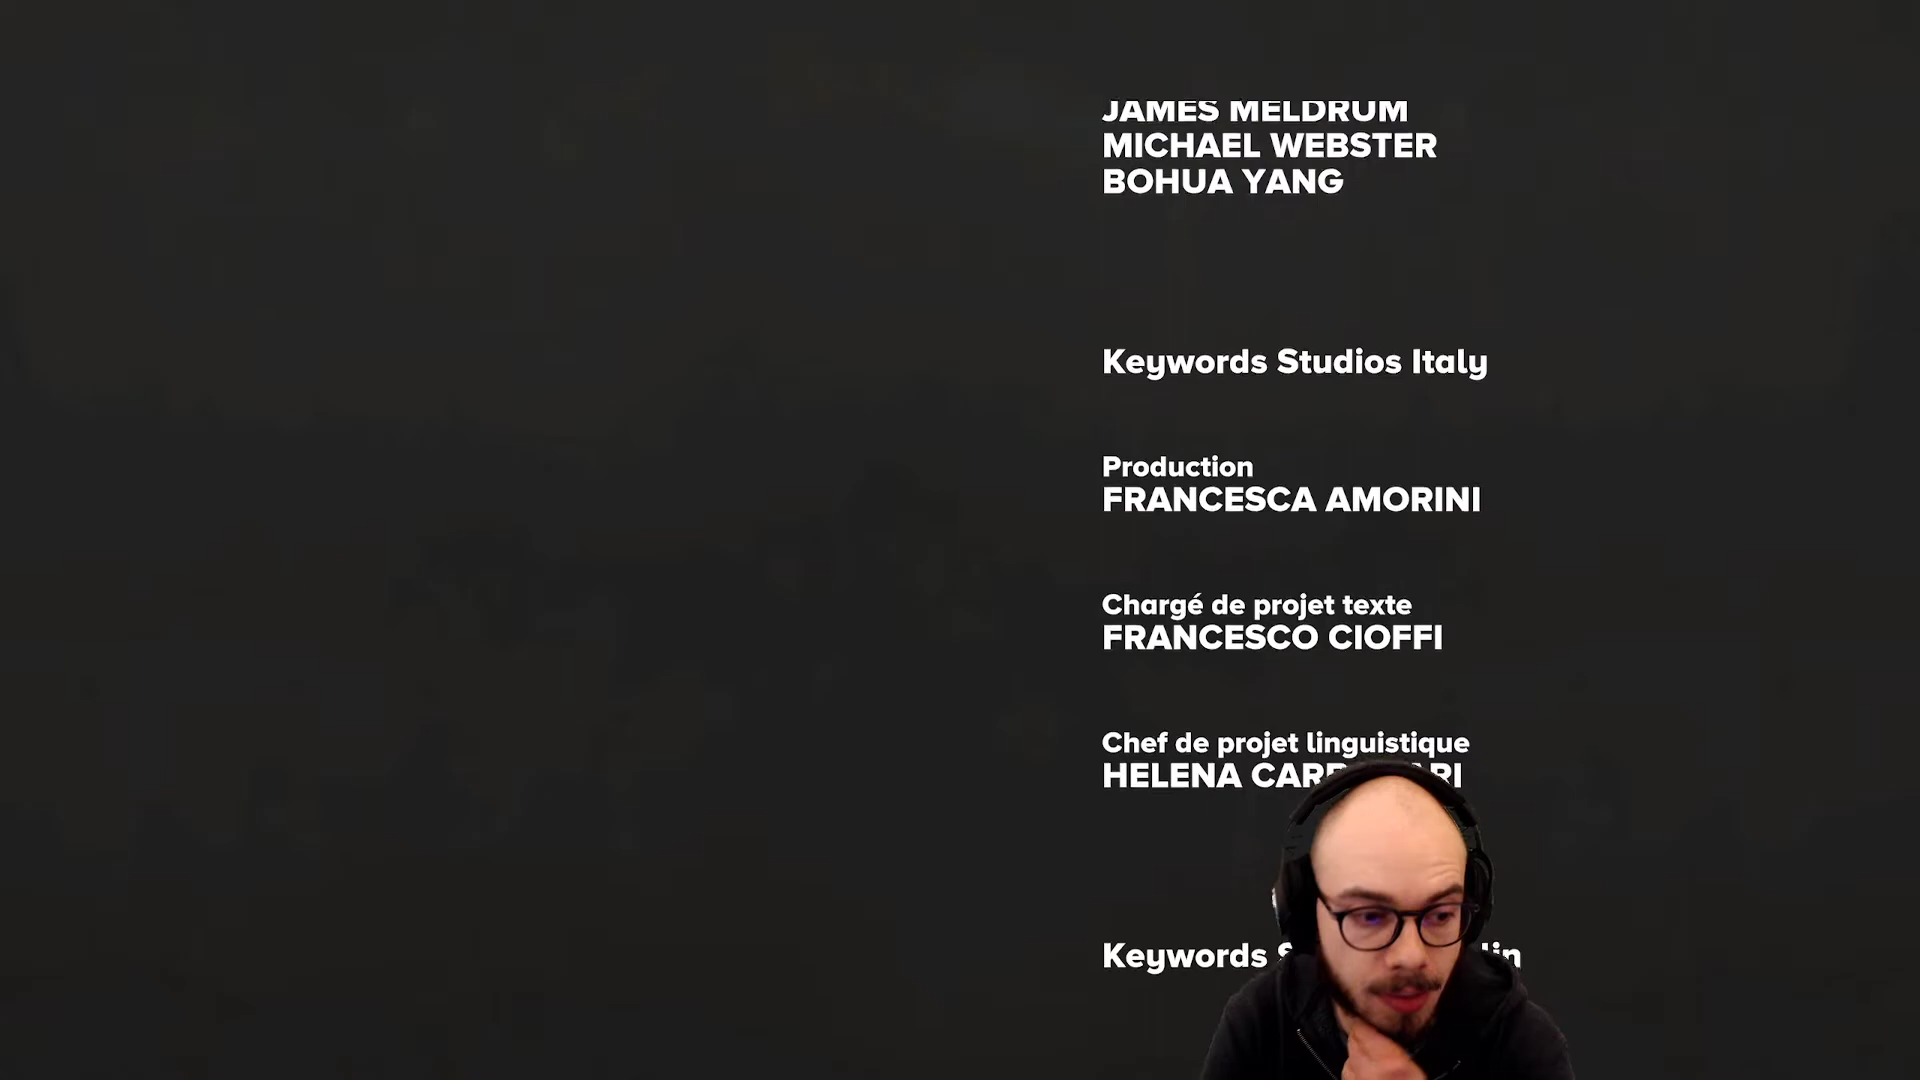 JAMES MELDRUM
MICHAEL WEBSTER
BOHUA YANG
Keywords Studios Italy
Production
FRANCESCA AMORINI
Chargé de projet texte
FRANCESCO CIOFFI
Chef de projet linguistique
HELENA
Keywords